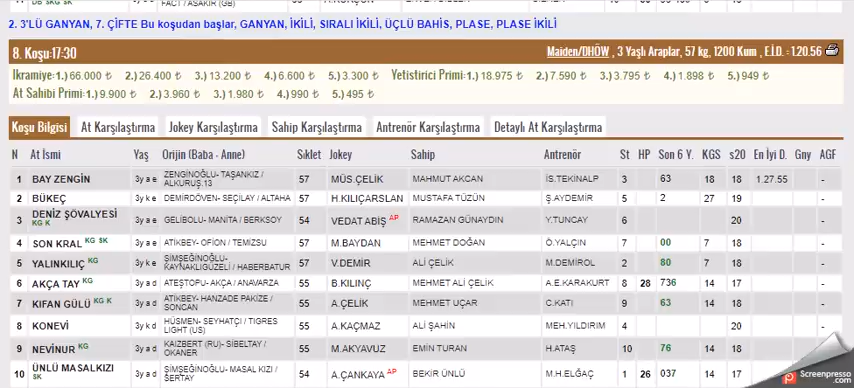 2. 3'LÜ GANYAN, 7. ÇİFTE Bu koşudan başlar, GANYAN, İKİLİ, SIRALI İKİLİ, ÜÇLÜ BAHİS, PLASE, PLASE İKİLİ
8. Koşu:17:30 Maiden/DHÖW , 3 Yaşlı Araplar, 57 kg, 1200 Kum , E.İ.D. : 1.20.56
Ikramiye: 1.) 66.000 ₺ 2.) 26.400 ₺ 3.) 13.200 ₺ 4.) 6.600 ₺ 5.) 3.300 ₺ Yetistirici Primi: 1.) 18.975 ₺ 2.) 7.590 ₺ 3.) 3.795 ₺ 4.) 1.898 ₺ 5.) 949 ₺
At Sahibi Primi: 1.) 9.900 ₺ 2.) 3.960 ₺ 3.) 1.980 ₺ 4.) 990 ₺ 5.) 495 ₺
Koşu Bilgisi At Karşılaştırma Jokey Karşılaştırma Sahip Karşılaştırma Antrenör Karşılaştırma Detaylı At Karşılaştırma
N At İsmi Yaş Orijin (Baba - Anne) Sıklet Jokey Sahip Antrenör St HP Son 6 Y. KGS s20 En İyi D. Gny AGF
1 BAY ZENGİN 3y a e ZENGİNOĞLU- TAŞANKIZ / ALKURUŞ.13 57 MÜS.ÇELİK MAHMUT AKCAN İS.TEKİNALP 3 63 18 18 1.27.55 -
2 BÜKEÇ 3y k e DEMİRDÖVEN- SEÇİLAY / ALTAHA 57 H.KILIÇARSLAN MUSTAFA TÜZÜN Ş.AYDEMİR 5 2 27 19 -
3 DENİZ ŞÖVALYESİ KG K 3y a e GELİBOLU- MANİTA / BERKSOY 54 VEDAT ABİŞ AP RAMAZAN GÜNAYDIN Y.TUNCAY 6 20 -
4 SON KRAL KG SK 3y a e ATİKBEY- OFİON / TEMİZSU 57 M.BAYDAN MEHMET DOĞAN Ö.YALÇIN 7 00 7 18 -
5 YALINKILIÇ KG 3y k e ŞİMŞEĞİNOĞLU- KAYNAKLIGÜZELİ / HABERBATUR 57 V.DEMİR ALİ ÇELİK M.DEMİROL 2 80 7 18 -
6 AKÇA TAY KG 3y a d ATEŞTOPU- AKÇA / ANAVARZA 55 B.KILINÇ MEHMET ALİ ÇELİK A.E.KARAKURT 8 28 736 14 17 -
7 KIFAN GÜLÜ KG K 3y a d ATİKBEY- HANZADE PAKİZE / SONCAN 55 A.ÇELİK MEHMET UÇAR C.KATI 9 63 14 18 -
8 KONEVİ 3y k d HÜSMEN- SEYHATÇI / TIGRES LIGHT (US) 55 A.KAÇMAZ ALİ ŞAHİN MEH.YILDIRIM 4 20 -
9 NEVİNUR KG 3y a d KAIZBERT (RU)- SİBELTAY / OKANER 55 M.AKYAVUZ EMİN TURAN H.ATAŞ 10 76 14 18 -
10 ÜNLÜ MASALKIZI SK 3y a d ŞİMŞEĞİNOĞLU- MASAL KIZI / SERTAY 54 A.ÇANKAYA AP BEKİR ÜNLÜ M.H.ELĞAÇ 1 26 037 14 17
Screenpresso
.com